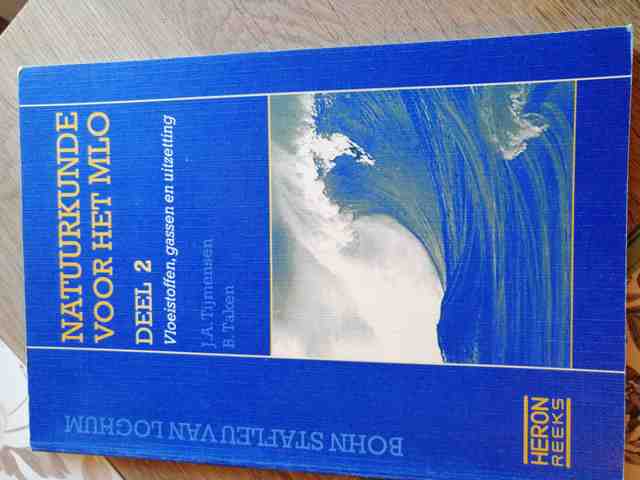 NATUURKUNDE
VOOR HET MLO
DEEL 2
Vloeistoffen, gassen en uitzetting
J.A. Tijmensen
B. Taken
BOHN STAFLEU VAN LOGHUM
HERON
REEKS